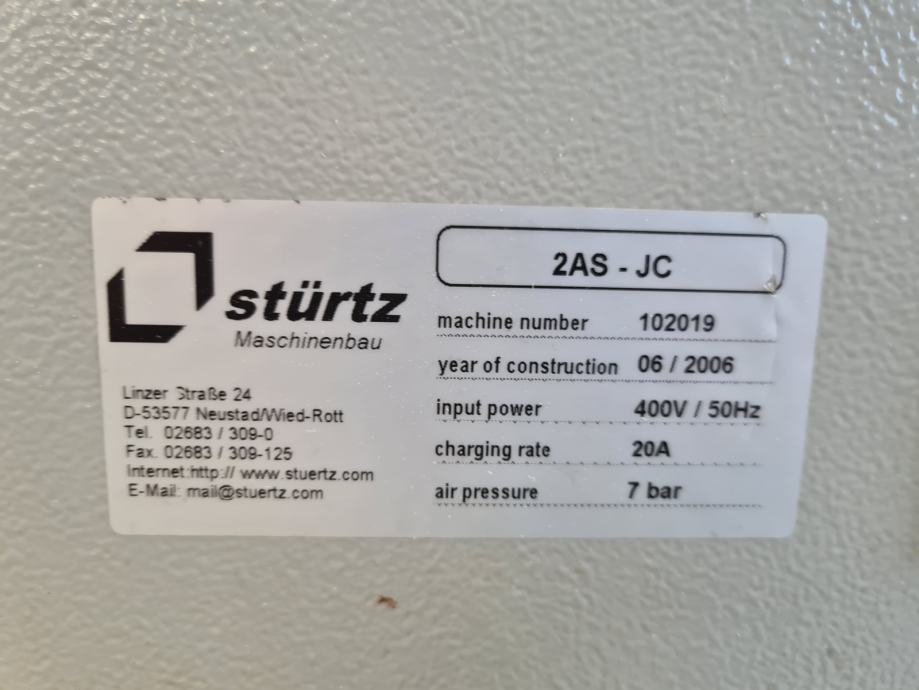 stürtz
Maschinenbau
Linzer Straße 24
D-53577 Neustad/Wied-Rott
Tel. 02683 / 309-0
Fax. 02683 / 309-125
Internet:http:// www.stuertz.com
E-Mail: mail@stuertz.com
2AS - JC
machine number 102019
year of construction 06 / 2006
input power 400V / 50Hz
charging rate 20A
air pressure 7 bar